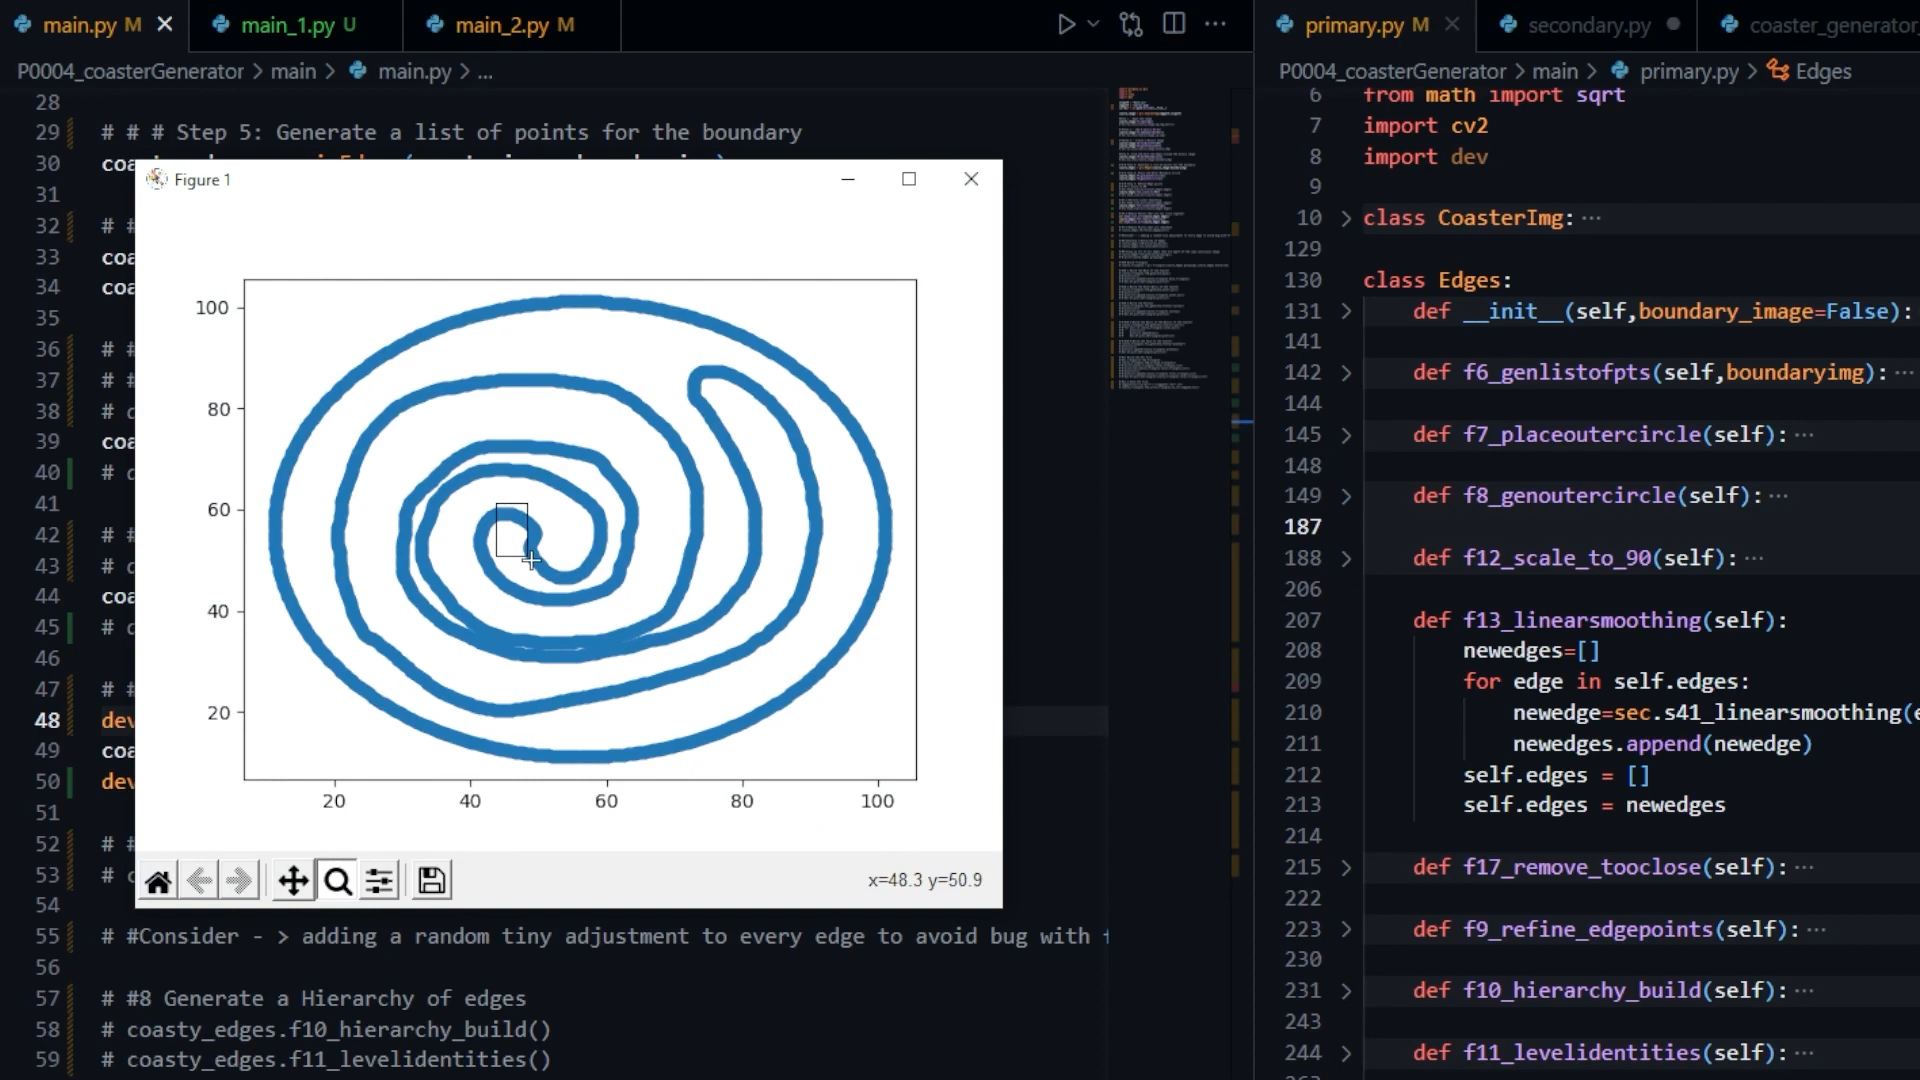 main.py M
main_1.py U
main_2.py M
P0004_coasterGenerator > main > main.py > ...
28
29 # # # Step 5: Generate a list of points for the boundary
30 coa
31
32 # #
33 coa
34 coa
35
36 # #
37 # #
38 # d
39 coa
40 # d
41
42 # #
43 # d
44 coa
45 # d
46
47 # #
48 dev
49 coa
50 dev
51
52 # #
53 # d
54
55 # #Consider - > adding a random tiny adjustment to every edge to avoid bug with
56
57 # #8 Generate a Hierarchy of edges
58 # coasty_edges.f10_hierarchy_build()
59 # coasty_edges.f11_levelidentities()
Figure 1
100
80
60
40
20
20 40 60 80 100
x=48.3 y=50.9
primary.py M
secondary.py
coaster_generator
P0004_coasterGenerator > main > primary.py > Edges
6 from math import sqrt
7 import cv2
8 import dev
9
10 > class CoasterImg: ···
129
130 class Edges:
131 > def __init__(self,boundary_image=False):
141
142 > def f6_genlistofpts(self,boundaryimg): ···
144
145 > def f7_placeoutercircle(self): ···
148
149 > def f8_genoutercircle(self): ···
187
188 > def f12_scale_to_90(self): ···
206
207 def f13_linearsmoothing(self):
208 newedges=[]
209 for edge in self.edges:
210 newedge=sec.s41_linearsmoothing(e
211 newedges.append(newedge)
212 self.edges = []
213 self.edges = newedges
214
215 > def f17_remove_tooclose(self): ···
222
223 > def f9_refine_edgepoints(self): ···
230
231 > def f10_hierarchy_build(self): ···
243
244 > def f11_levelidentities(self): ···